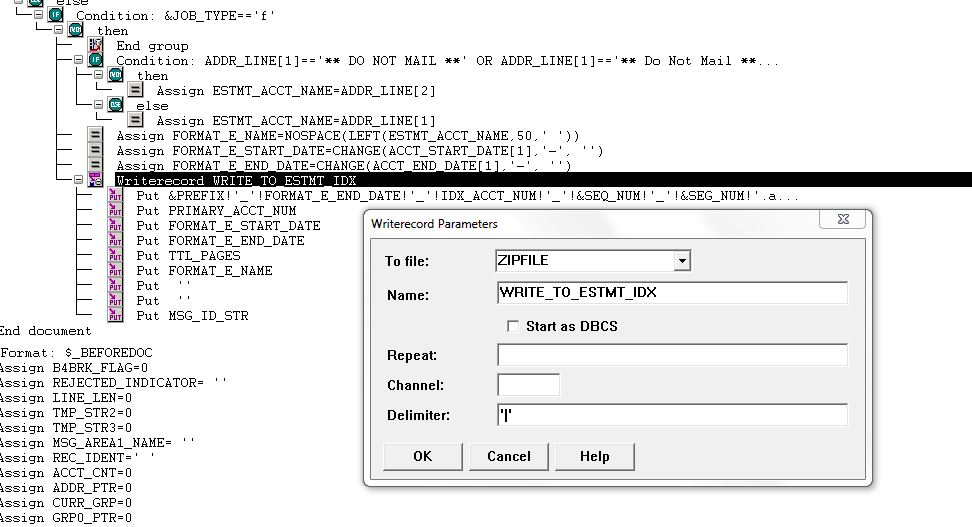 else
Condition: &JOB_TYPE=='f'
then
End group
Condition: ADDR_LINE[1]=='** DO NOT MAIL **' OR ADDR_LINE[1]=='** Do Not Mail **...
then
Assign ESTMT_ACCT_NAME=ADDR_LINE[2]
else
Assign ESTMT_ACCT_NAME=ADDR_LINE[1]
Assign FORMAT_E_NAME=NOSPACE(LEFT(ESTMT_ACCT_NAME,50,' '))
Assign FORMAT_E_START_DATE=CHANGE(ACCT_START_DATE[1],'-', '')
Assign FORMAT_E_END_DATE=CHANGE(ACCT_END_DATE[1],'-', '')
Writerecord WRITE_TO_ESTMT_IDX
Put &PREFIX!'_'!FORMAT_E_END_DATE!'_'!IDX_ACCT_NUM!'_'!&SEQ_NUM!'_'!&SEG_NUM!'.a...
Put PRIMARY_ACCT_NUM
Put FORMAT_E_START_DATE
Put FORMAT_E_END_DATE
Put TTL_PAGES
Put FORMAT_E_NAME
Put ''
Put ''
Put MSG_ID_STR
End document
Format: $_BEFOREDOC
Assign B4BRK_FLAG=0
Assign REJECTED_INDICATOR= ''
Assign LINE_LEN=0
Assign TMP_STR2=0
Assign TMP_STR3=0
Assign MSG_AREA1_NAME= ''
Assign REC_IDENT=' '
Assign ACCT_CNT=0
Assign ADDR_PTR=0
Assign CURR_GRP=0
Assign GRP0_PTR=0
Writerecord Parameters
To file: ZIPFILE
Name: WRITE_TO_ESTMT_IDX
Start as DBCS
Repeat:
Channel:
Delimiter: '|'
OK Cancel Help